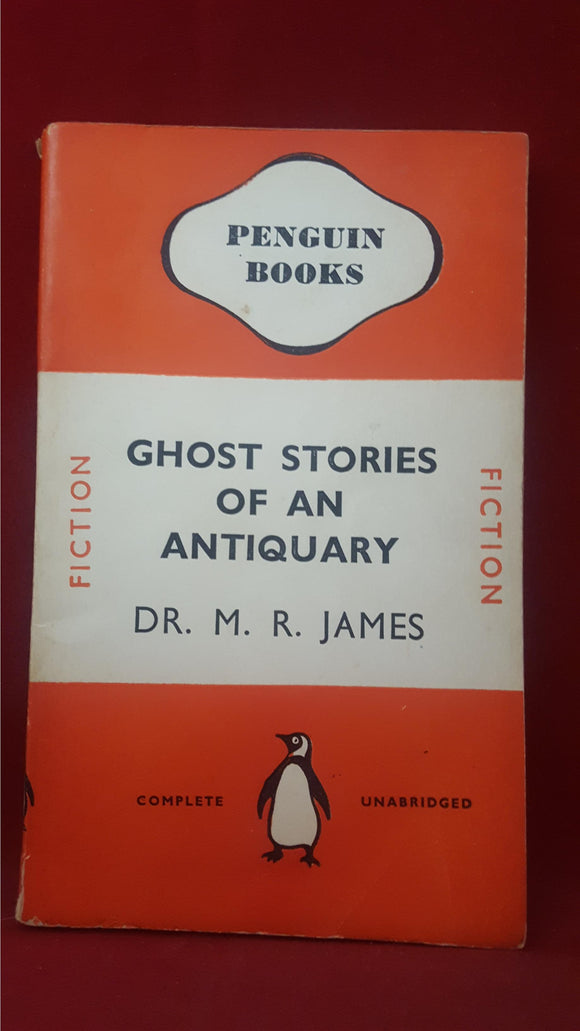 PENGUIN
BOOKS
GHOST STORIES
OF AN
ANTIQUARY
DR. M. R. JAMES
FICTION
FICTION
COMPLETE
UNABRIDGED